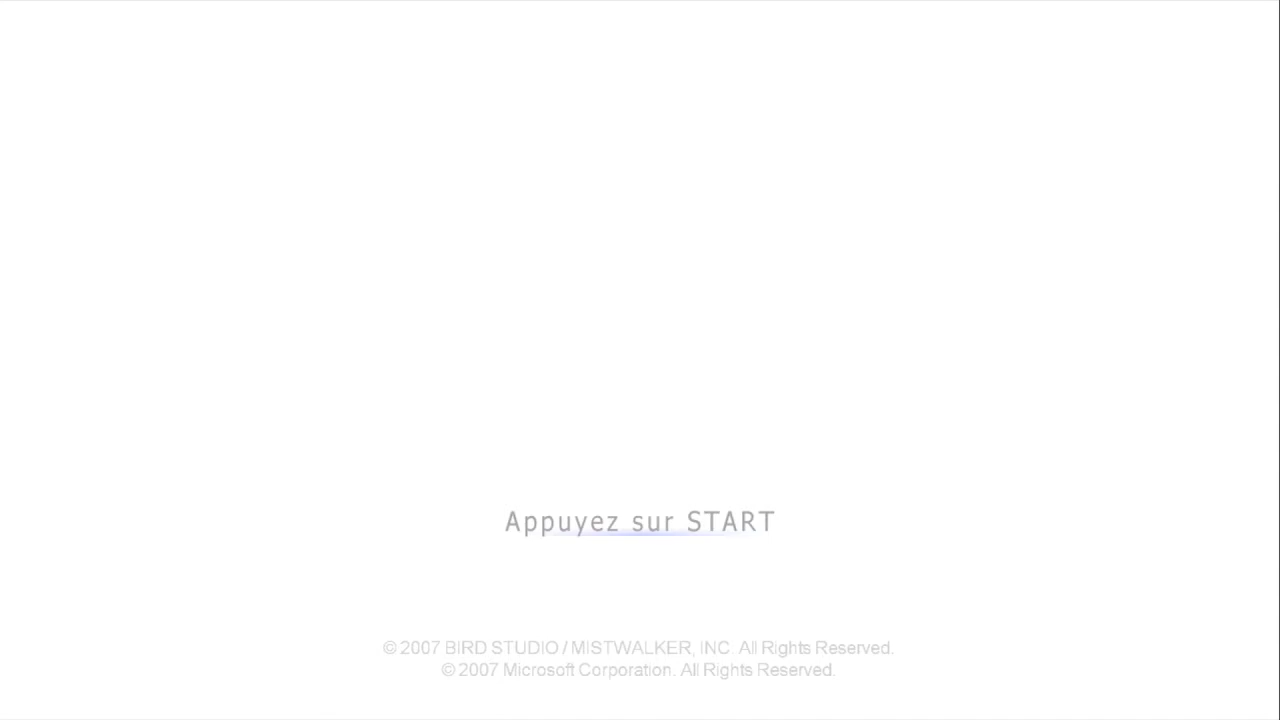 Appuyez sur START
© 2007 BIRD STUDIO / MISTWALKER, INC. All Rights Reserved.
© 2007 Microsoft Corporation. All Rights Reserved.